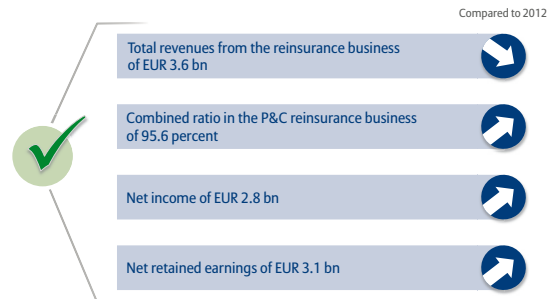 Compared to 2012
Total revenues from the reinsurance business
of EUR 3.6 bn
Combined ratio in the P&C reinsurance business
of 95.6 percent
Net income of EUR 2.8 bn
Net retained earnings of EUR 3.1 bn